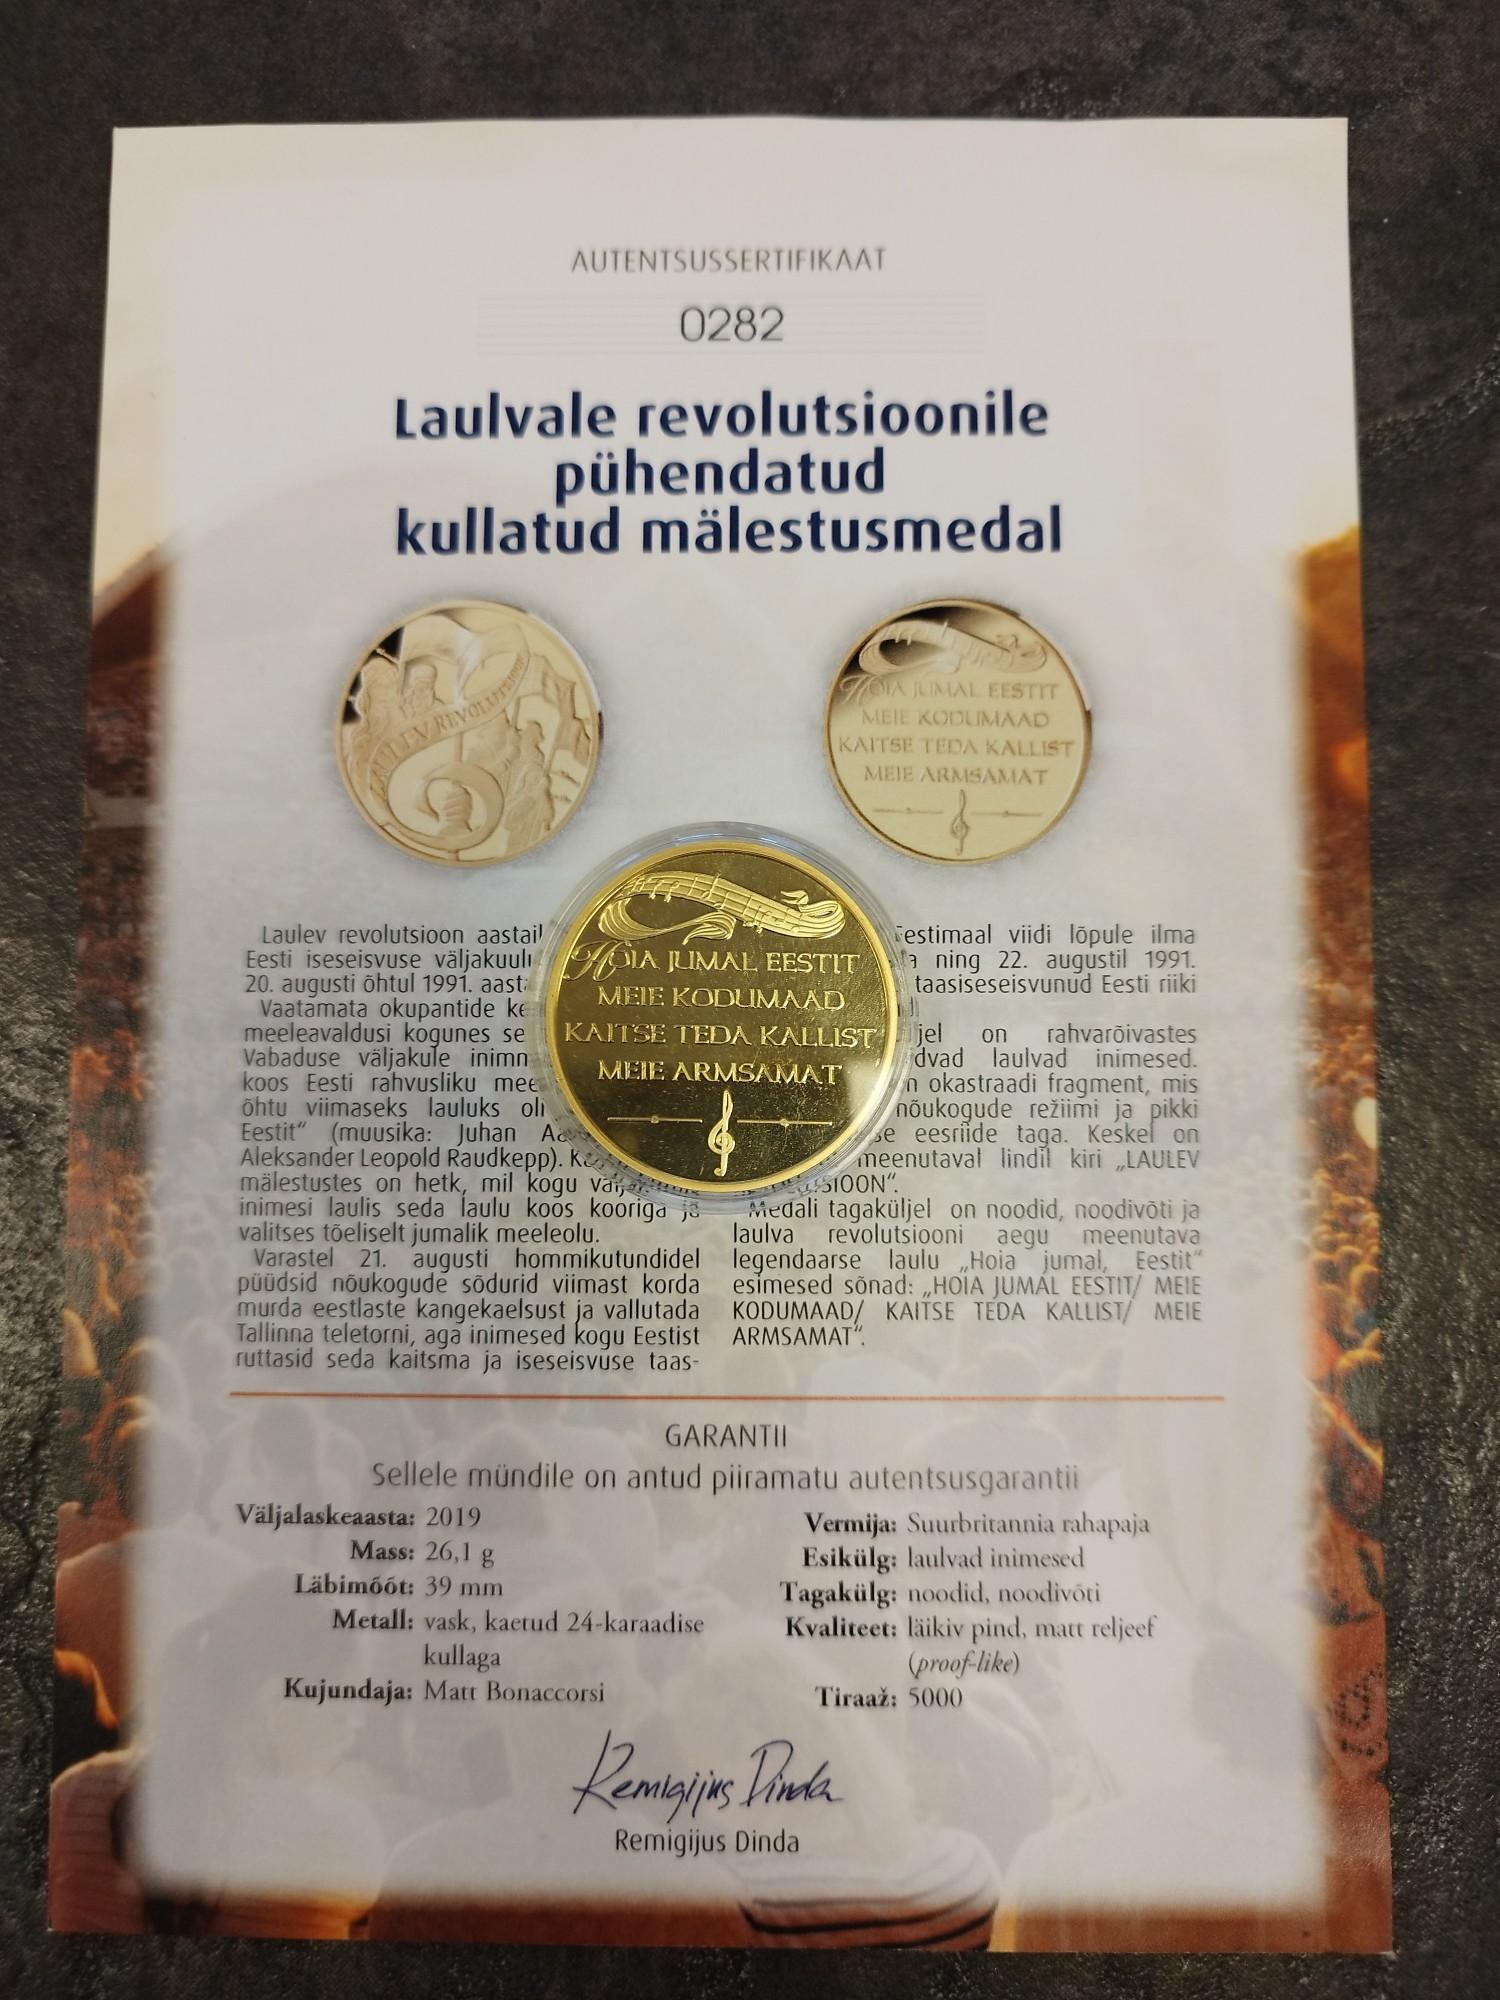 AUTENTSUSSERTIFIKAAT
0282
Laulvale revolutsioonile
pühendatud
kullatud mälestusmedal
LAULEV REVOLUTSIOON
HOIA JUMAL EESTIT
MEIE KODUMAAD
KAITSE TEDA KALLIST
MEIE ARMSAMAT
HOIA JUMAL EESTIT
MEIE KODUMAAD
KAITSE TEDA KALLIST
MEIE ARMSAMAT
Laulev revolutsioon
Eesti iseseisvuse
20. augusti õhtul 1991.
Vaatamata okupantide
meeleavaldusi kogunes
Vabaduse väljakule
koos Eesti rahvusliku
õhtu viimaseks lauluks
Eestit“ (muusika: Juhan
Aleksander Leopold Raudkepp).
mälestustes on hetk, mil kogu
inimesi laulis seda laulu koos kooriga ja
valitses tõeliselt jumalik meeleolu.
Varastel 21. augusti hommikutundidel
püüdsid nõukogude sõdurid viimast korda
murda eestlaste kangekaelsust ja vallutada
Tallinna teletorni, aga inimesed kogu Eestist
ruttasid seda kaitsma ja iseseisvuse taas-
Eestimaal viidi lõpule ilma
ning 22. augustil 1991.
taasiseseisvunud Eesti riiki
on rahvarõivastes
laulvad inimesed.
okastraadi fragment, mis
nõukogude režiimi ja pikki
eesriide taga. Keskel on
meenutaval lindil kiri „LAULEV
Medali tagaküljel on noodid, noodivõti ja
laulva revolutsiooni aegu meenutava
legendaarse laulu „Hoia jumal, Eestit“
esimesed sõnad: „HOIA JUMAL EESTIT/ MEIE
KODUMAAD/ KAITSE TEDA KALLIST/ MEIE
ARMSAMAT“.
GARANTII
Sellele mündile on antud piiramatu autentsusgarantii
Väljalaskeaasta: 2019
Mass: 26,1 g
Läbimõõt: 39 mm
Metall: vask, kaetud 24-karaadise
kullaga
Kujundaja: Matt Bonaccorsi
Vermija: Suurbritannia rahapaja
Esikülg: laulvad inimesed
Tagakülg: noodid, noodivõti
Kvaliteet: läikiv pind, matt reljeef
(proof-like)
Tiraaž: 5000
Remigijus Dinda
Remigijus Dinda